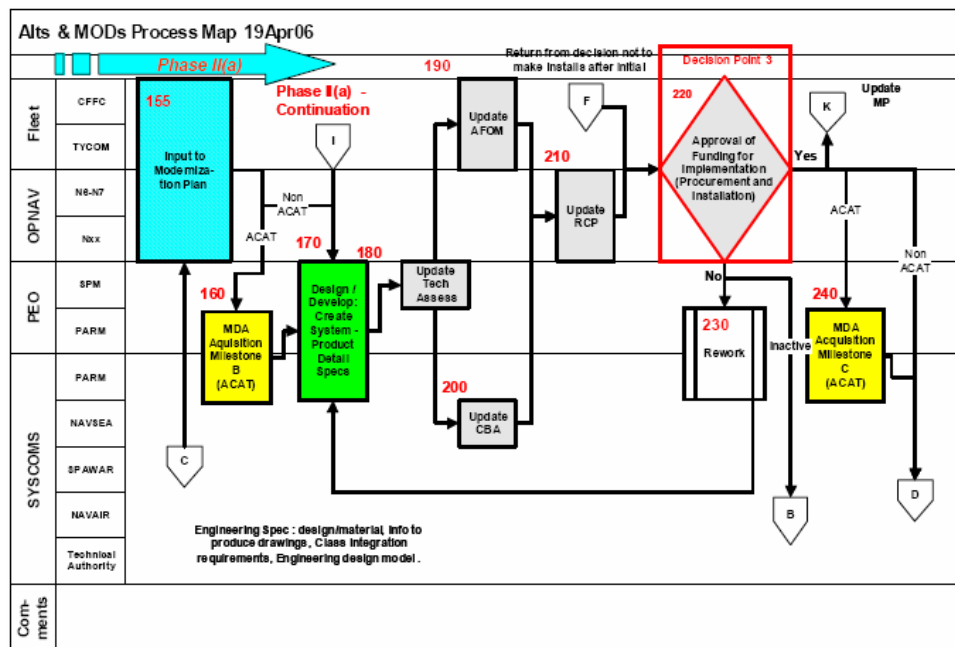 Alts & MODs Process Map 19Apr06
Phase II(a)
Phase II(a) -
Continuation
190
Return from decision not to
make Installs after initial
Decision Point 3
Fleet
CFFC
TYCOM
OPNAV
N6-N7
Nxx
PEO
SPM
PARM
SYSCOMS
PARM
NAVSEA
SPAWAR
NAVAIR
Technical
Authority
Com-
ments
155
Input to
Moderniza-
tion Plan
I
Non
ACAT
ACAT
160
MDA
Aquisition
Milestone
B
(ACAT)
170
Design /
Develop:
Create
System -
Product
Detail
Specs
180
Update
Tech
Assess
Update
AFOM
200
Update
CBA
210
Update
RCP
F
220
Approval of
Funding for
Implementation
(Procurement and
Installation)
Yes
No
K
Update
MP
ACAT
Non
ACAT
230
Rework
Inactive
240
MDA
Acquisition
Milestone
C
(ACAT)
C
B
D
Engineering Spec : design/material, Info to
produce drawings, Class Integration
requirements, Engineering design model .